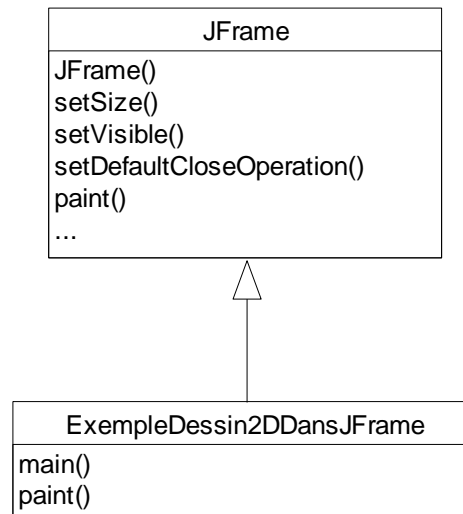 JFrame
JFrame()
setSize()
setVisible()
setDefaultCloseOperation()
paint()
...
ExempleDessin2DDansJFrame
main()
paint()